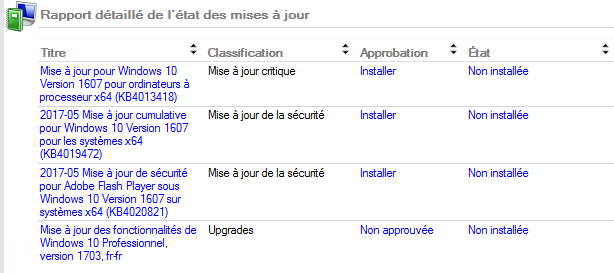 Rapport détaillé de l'état des mises à jour
Titre Classification Approbation État
Mise à jour pour Windows 10 Mise à jour critique Installer Non installée
Version 1607 pour ordinateurs à
processeur x64 (KB4013418)
2017-05 Mise à jour cumulative Mise à jour de la sécurité Installer Non installée
pour Windows 10 Version 1607
pour les systèmes x64
(KB4019472)
2017-05 Mise à jour de sécurité Mise à jour de la sécurité Installer Non installée
pour Adobe Flash Player sous
Windows 10 Version 1607 sur
systèmes x64 (KB4020821)
Mise à jour des fonctionnalités de Upgrades Non approuvée Non installée
Windows 10 Professionnel,
version 1703, fr-fr